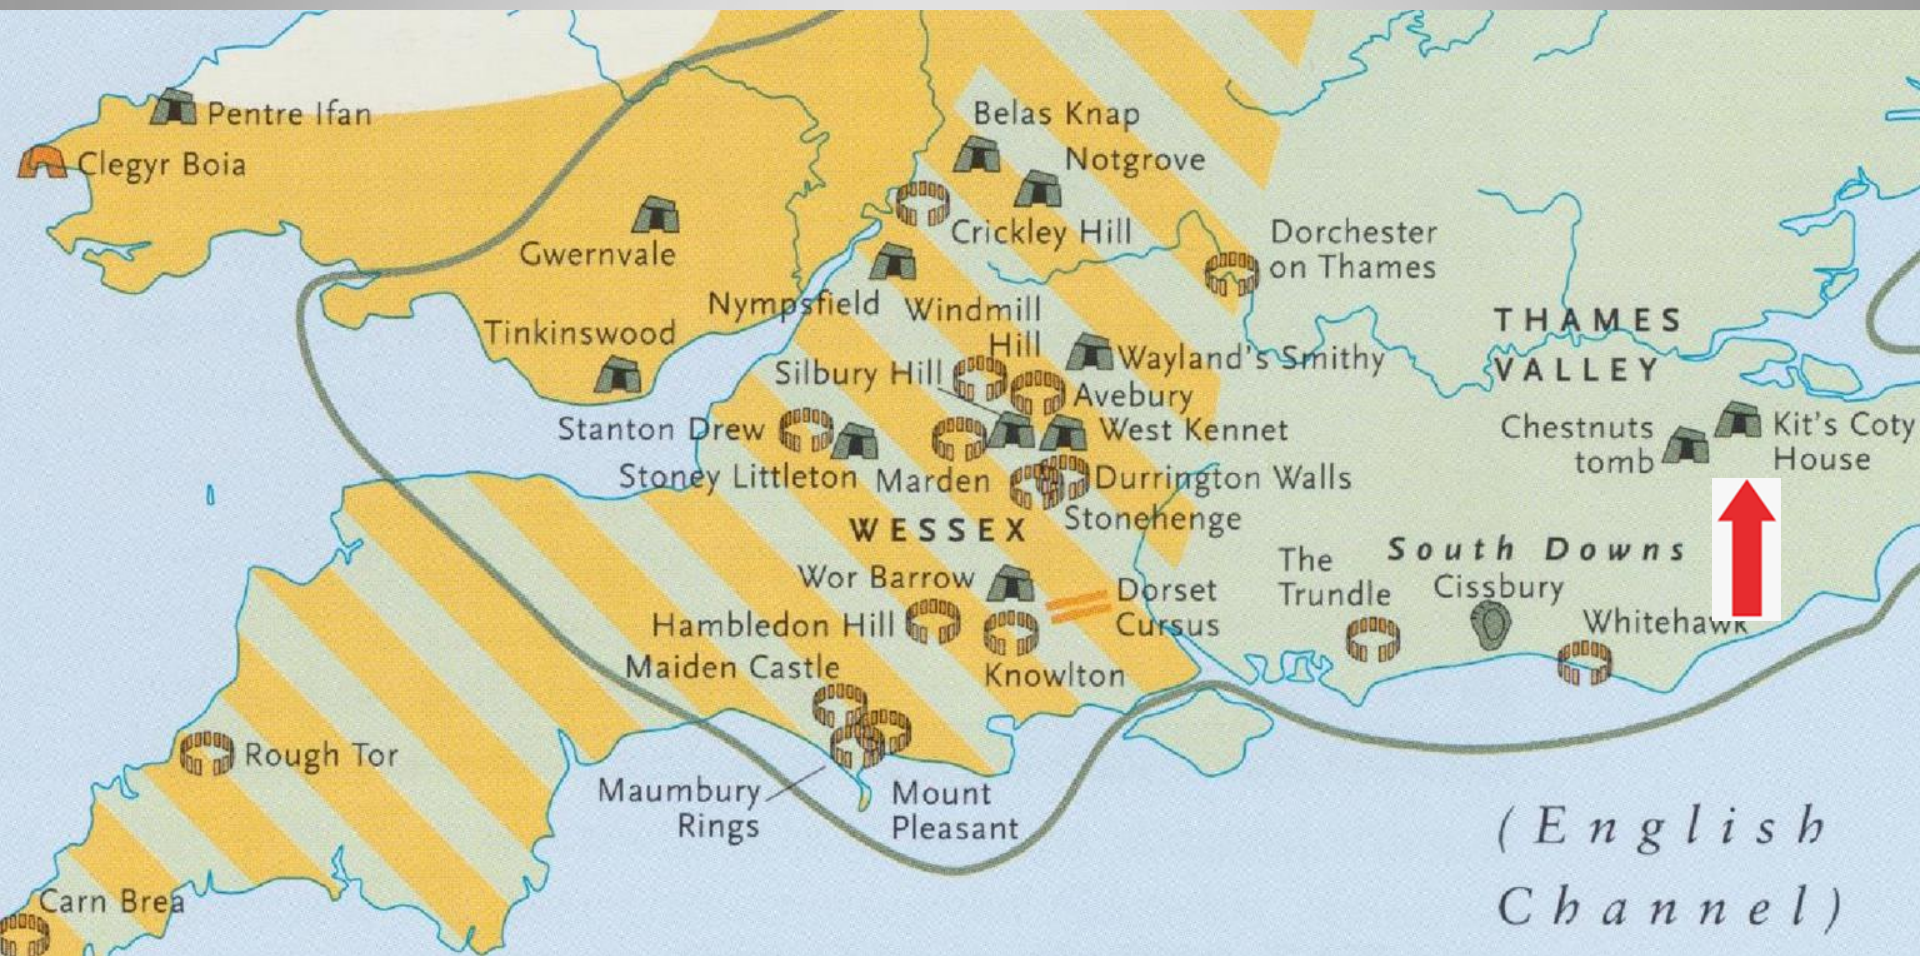 Pentre Ifan
Clegyr Boia
Belas Knap
Notgrove
Crickley Hill
Gwernvale
Dorchester
on Thames
Nympsfield
Windmill
Hill
Tinkinswood
THAMES
VALLEY
Wayland's Smithy
Silbury Hill
Avebury
Stanton Drew
West Kennet
Chestnuts
tomb
Kit's Coty
House
Stoney Littleton
Marden
Durrington Walls
Stonehenge
WESSEX
South Downs
The
Trundle
Cissbury
Whitehawk
Wor Barrow
Dorset
Cursus
Hambledon Hill
Maiden Castle
Knowlton
Rough Tor
Maumbury
Rings
Mount
Pleasant
Carn Brea
(English
Channel)